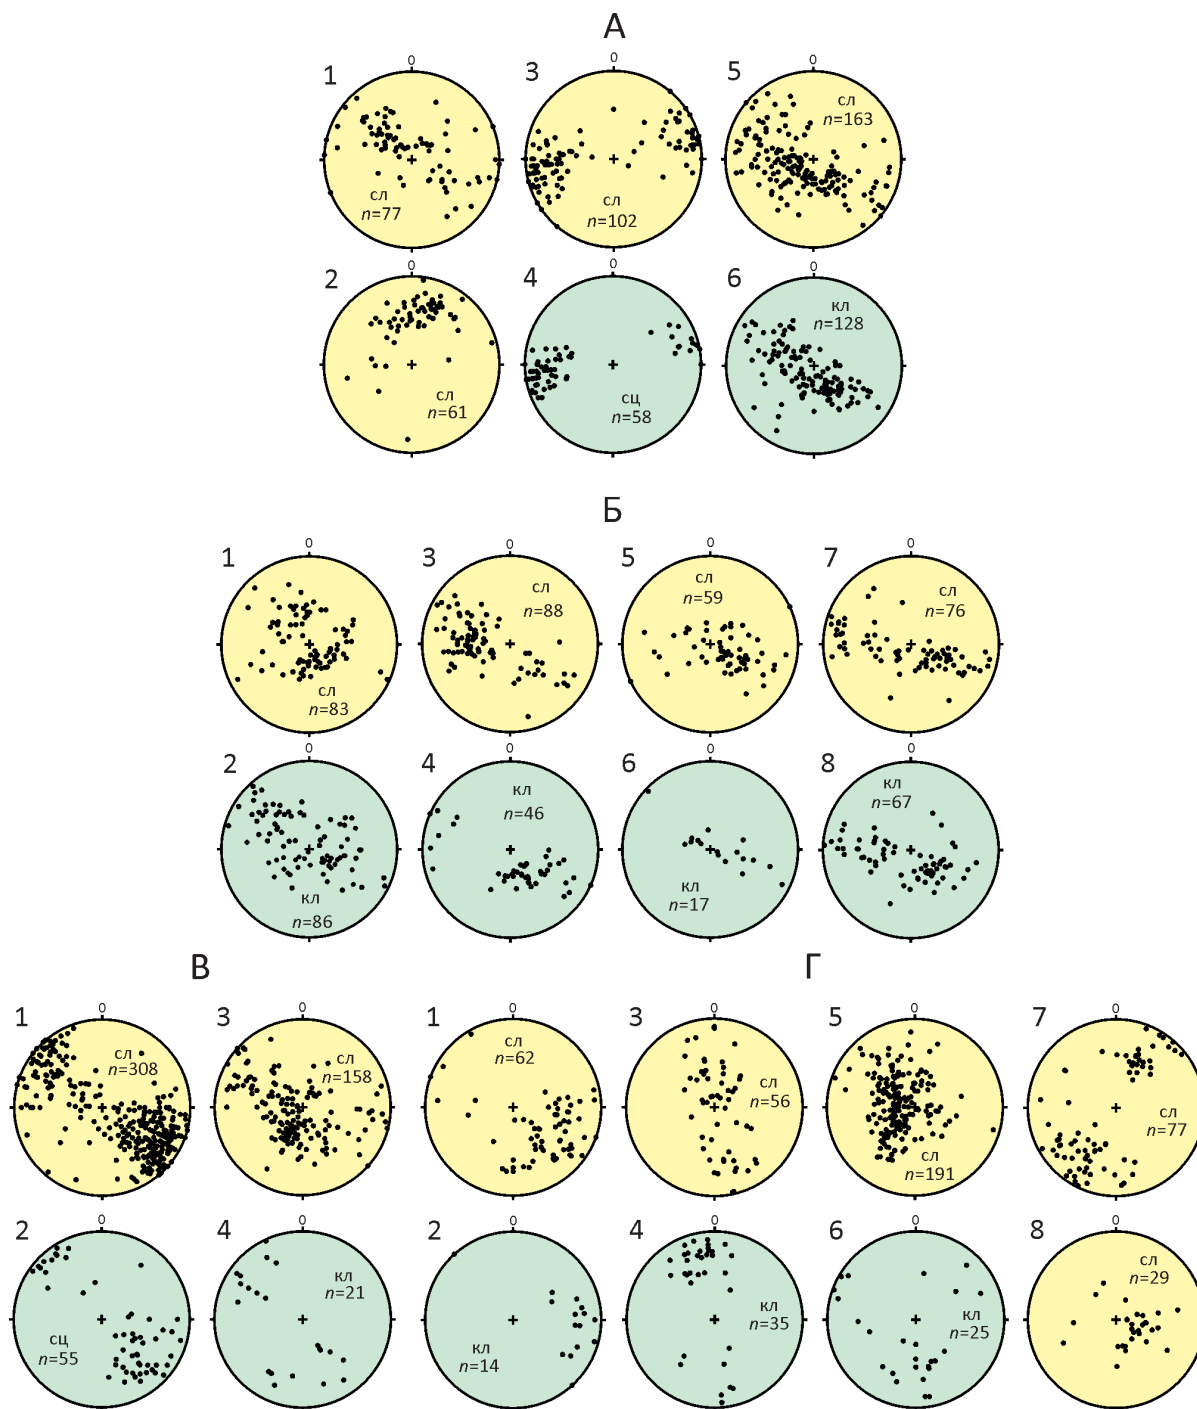 А
0
1
сл
n=77
0
3
сл
n=102
0
5
сл
n=163
0
2
сл
n=61
0
4
сц
n=58
0
6
кл
n=128
Б
0
1
сл
n=83
0
3
сл
n=88
0
5
сл
n=59
0
7
сл
n=76
0
2
кл
n=86
0
4
кл
n=46
0
6
кл
n=17
0
8
кл
n=67
В
0
1
сл
n=308
0
3
сл
n=158
0
2
сц
n=55
0
4
кл
n=21
Г
0
1
сл
n=62
0
3
сл
n=56
0
5
сл
n=191
0
7
сл
n=77
0
2
кл
n=14
0
4
кл
n=35
0
6
кл
n=25
0
8
сл
n=29